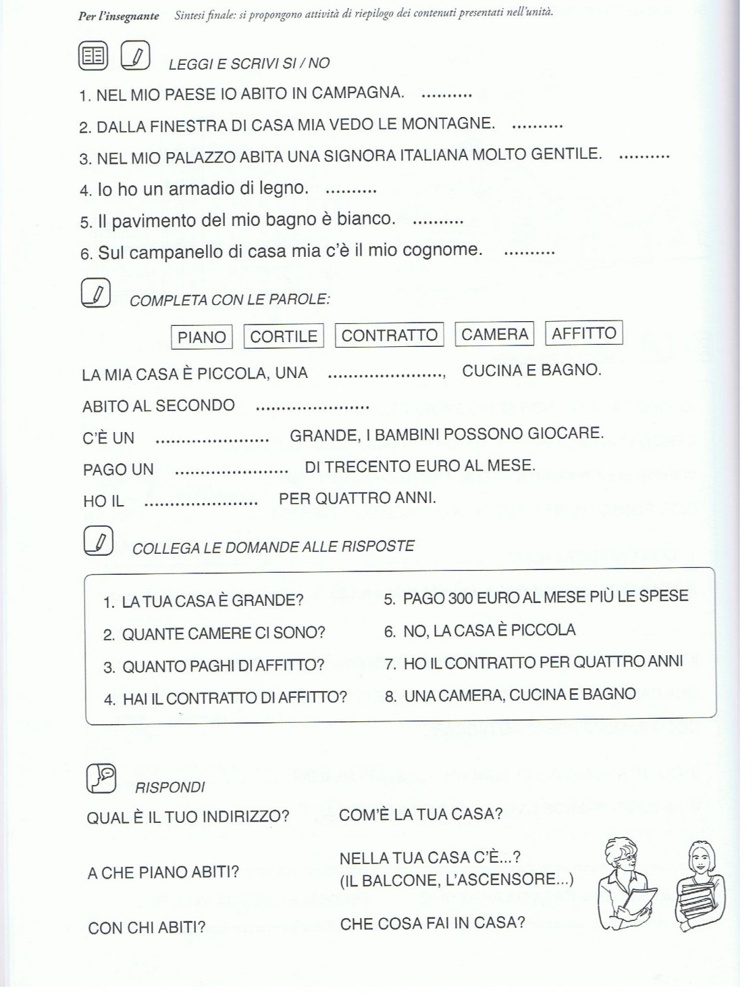 Per l'insegnante Sintesi finale: si propongono attività di riepilogo dei contenuti presentati nell'unità.
LEGGI E SCRIVI SI / NO
1. NEL MIO PAESE IO ABITO IN CAMPAGNA. ..........
2. DALLA FINESTRA DI CASA MIA VEDO LE MONTAGNE. ..........
3. NEL MIO PALAZZO ABITA UNA SIGNORA ITALIANA MOLTO GENTILE. ..........
4. Io ho un armadio di legno. ..........
5. Il pavimento del mio bagno è bianco. ..........
6. Sul campanello di casa mia c'è il mio cognome. ..........
COMPLETA CON LE PAROLE:
PIANO CORTILE CONTRATTO CAMERA AFFITTO
LA MIA CASA È PICCOLA, UNA ......................., CUCINA E BAGNO.
ABITO AL SECONDO .......................
C'È UN ....................... GRANDE, I BAMBINI POSSONO GIOCARE.
PAGO UN ....................... DI TRECENTO EURO AL MESE.
HO IL ....................... PER QUATTRO ANNI.
COLLEGA LE DOMANDE ALLE RISPOSTE
1. LA TUA CASA È GRANDE?
2. QUANTE CAMERE CI SONO?
3. QUANTO PAGHI DI AFFITTO?
4. HAI IL CONTRATTO DI AFFITTO?
5. PAGO 300 EURO AL MESE PIÙ LE SPESE
6. NO, LA CASA È PICCOLA
7. HO IL CONTRATTO PER QUATTRO ANNI
8. UNA CAMERA, CUCINA E BAGNO
RISPONDI
QUAL È IL TUO INDIRIZZO? COM'È LA TUA CASA?
A CHE PIANO ABITI?
NELLA TUA CASA C'È...?
(IL BALCONE, L'ASCENSORE...)
CON CHI ABITI? CHE COSA FAI IN CASA?